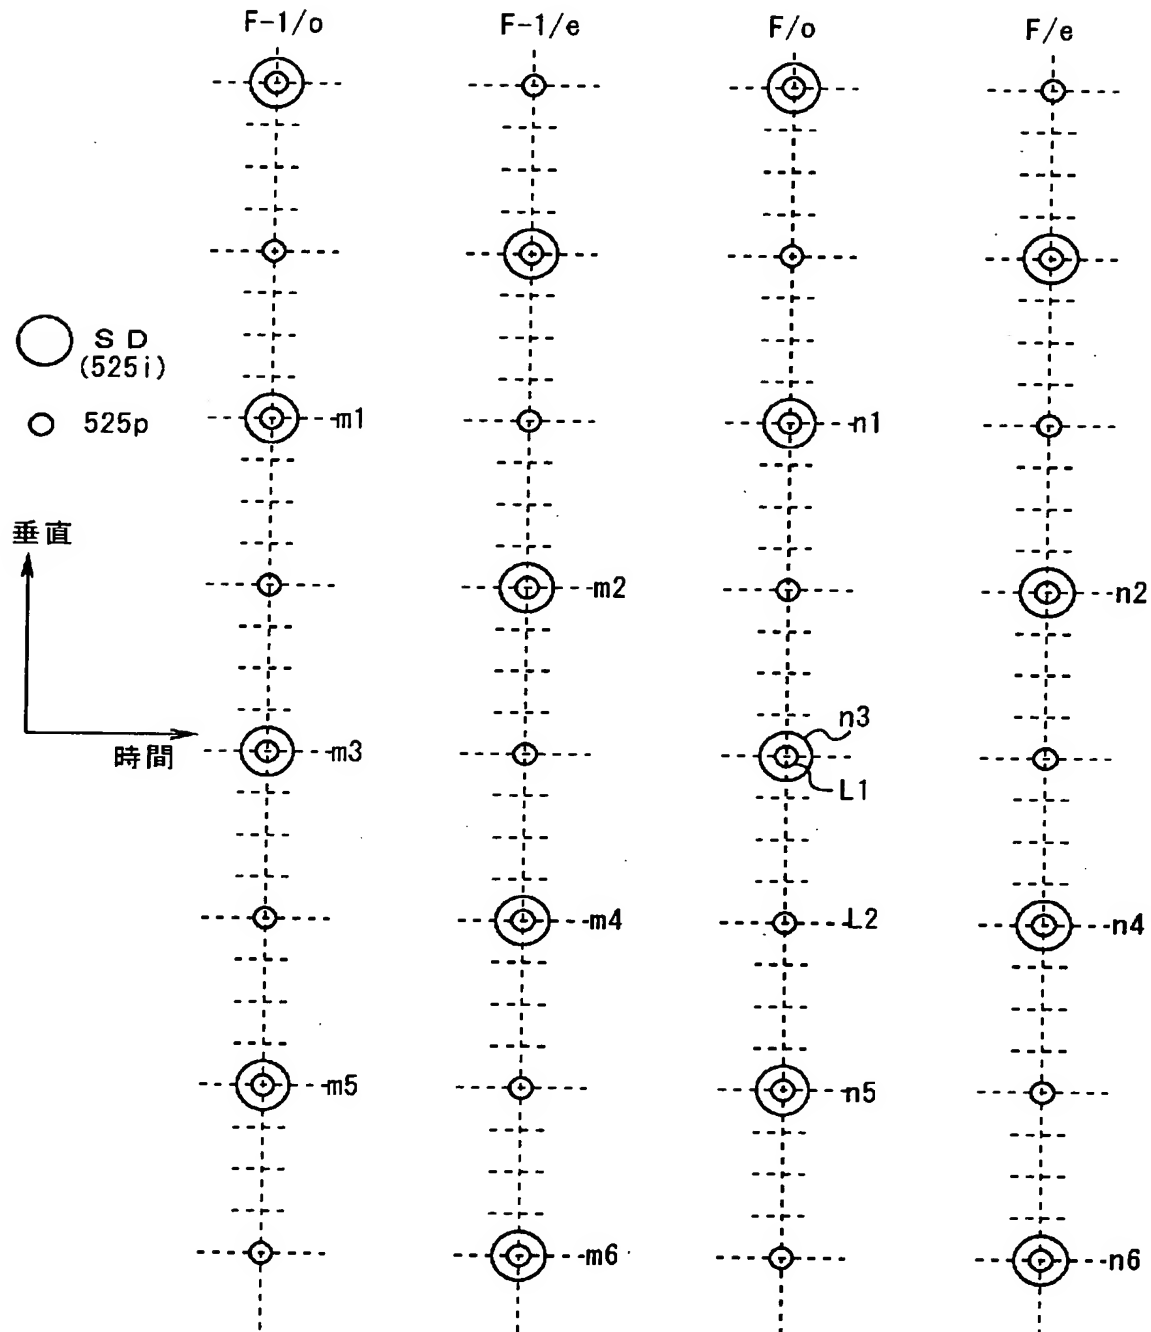 F-1/o F-1/e F/o F/e
SD
(525i)
525p
m1 n1
垂直
m2 n2
n3
時間 m3
L1
m4 L2 n4
m5 n5
m6 n6